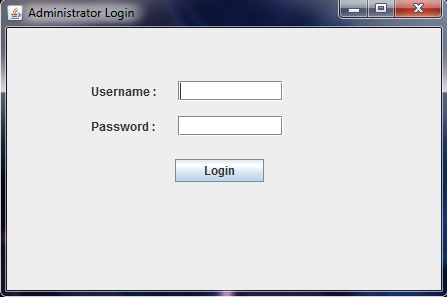 Administrator Login
Username :
Password :
Login